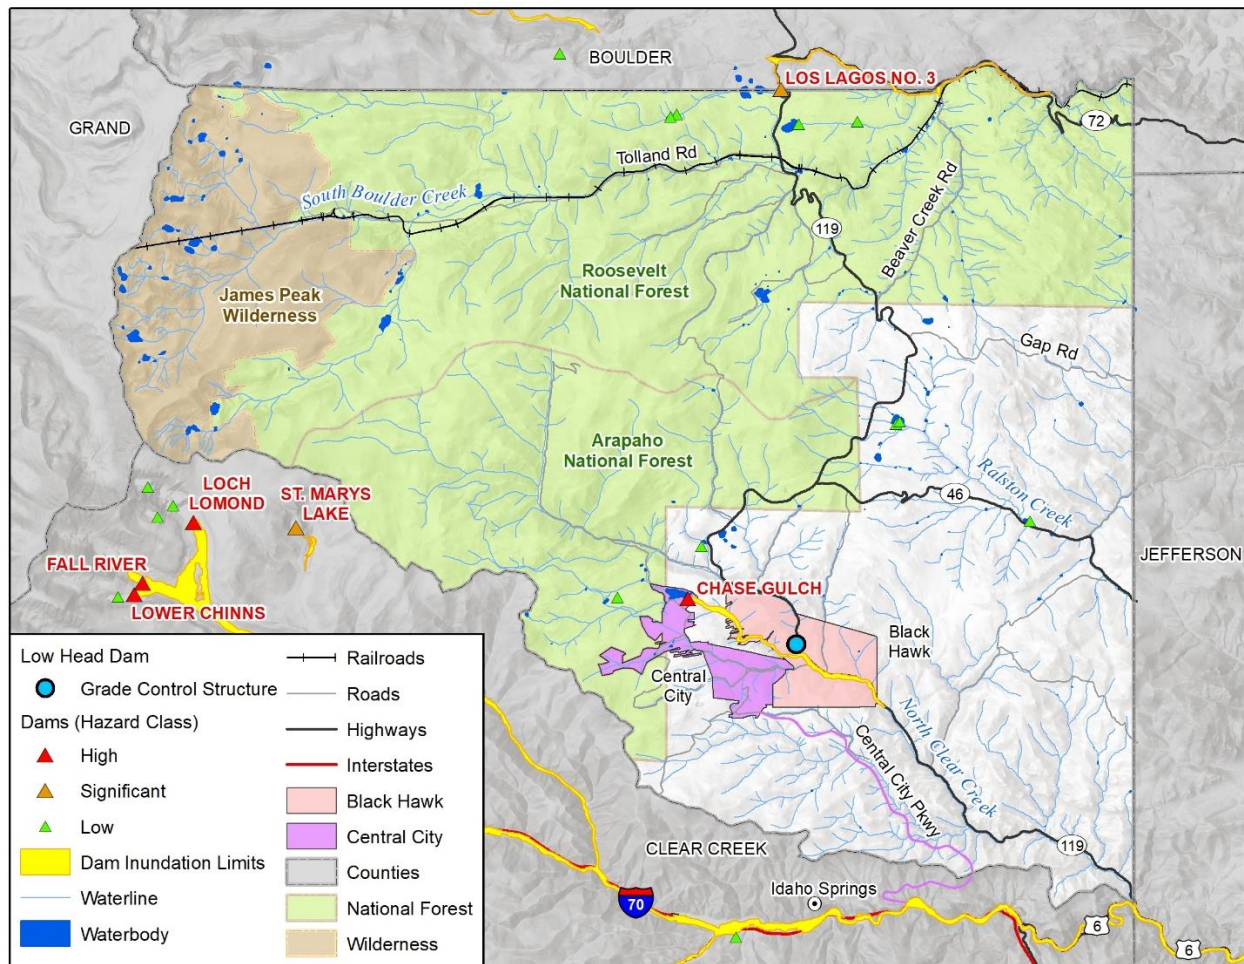 BOULDER
LOS LAGOS NO. 3
GRAND
72
Tolland Rd
South Boulder Creek
Beaver Creek Rd
119
Roosevelt
National Forest
James Peak
Wilderness
Gap Rd
Arapaho
National Forest
Ralston Creek
46
LOCH
LOMOND
ST. MARYS
LAKE
JEFFERSON
FALL RIVER
CHASE GULCH
LOWER CHINNS
Black
Hawk
Central
City
North Clear Creek
Central City Pkwy
CLEAR CREEK
119
Idaho Springs
70
6
6
Low Head Dam
Grade Control Structure
Dams (Hazard Class)
High
Significant
Low
Dam Inundation Limits
Waterline
Waterbody
Railroads
Roads
Highways
Interstates
Black Hawk
Central City
Counties
National Forest
Wilderness